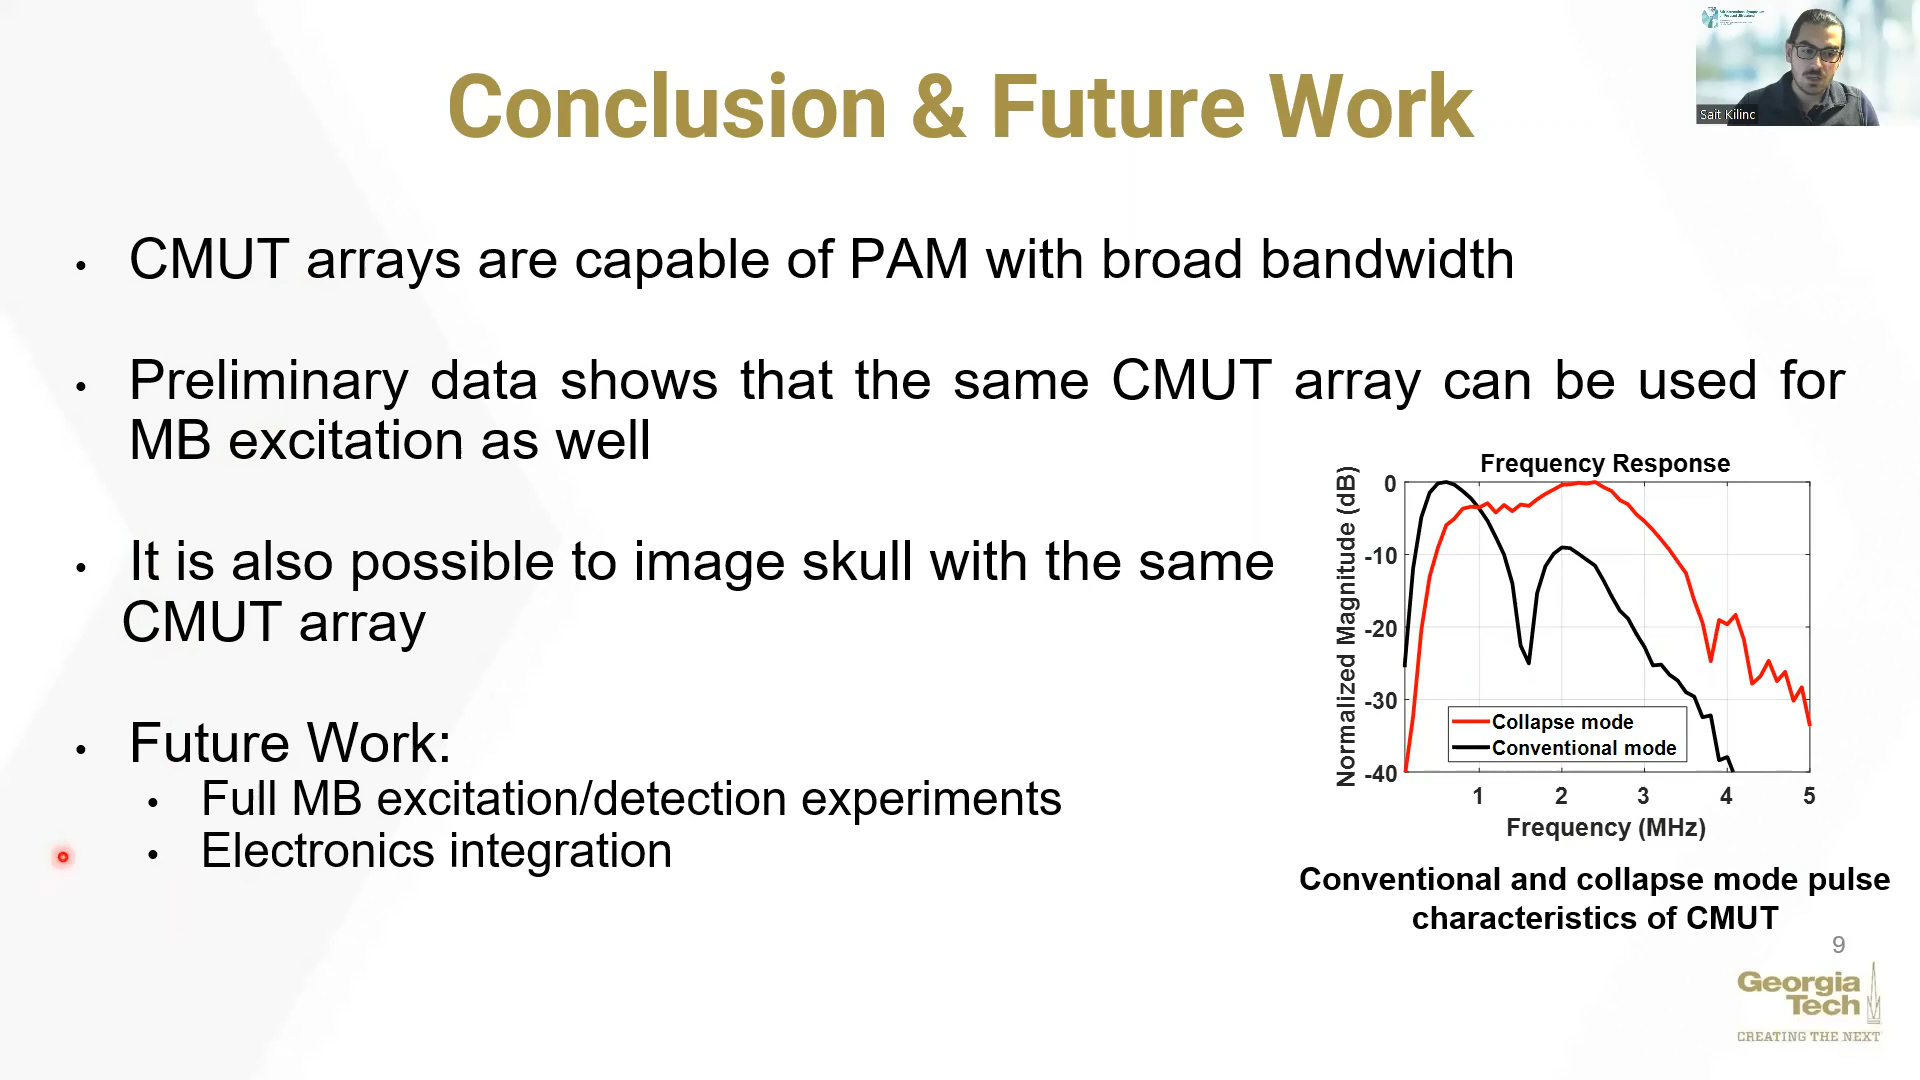 Conclusion & Future Work
Sait Kilinc
• CMUT arrays are capable of PAM with broad bandwidth
• Preliminary data shows that the same CMUT array can be used for
MB excitation as well
• It is also possible to image skull with the same
CMUT array
• Future Work:
• Full MB excitation/detection experiments
• Electronics integration
Frequency Response
Normalized Magnitude (dB)
0
-10
-20
-30
-40
Collapse mode
Conventional mode
1 2 3 4 5
Frequency (MHz)
Conventional and collapse mode pulse
characteristics of CMUT
9
Georgia
Tech
CREATING THE NEXT